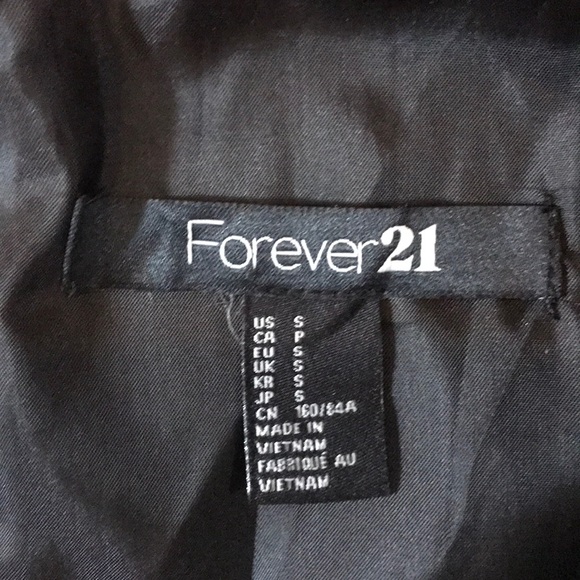 Forever21
US S
CA P
EU S
UK S
KR S
JP S
CN 160/84A
MADE IN
VIETNAM
FABRIQUÉ AU
VIETNAM